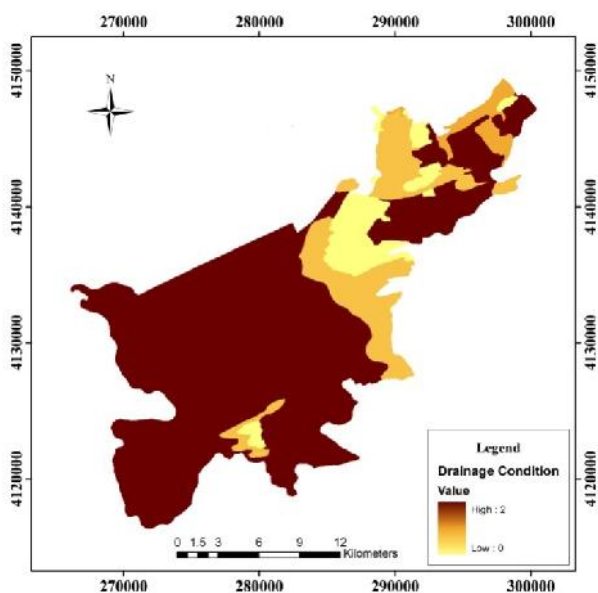 270000 280000 290000 300000
4150000 4150000
N
4140000 4140000
4130000 4130000
4120000 4120000
Legend
Drainage Condition
Value
High : 2
Low : 0
0 1.5 3 6 9 12
Kilometers
270000 280000 290000 300000